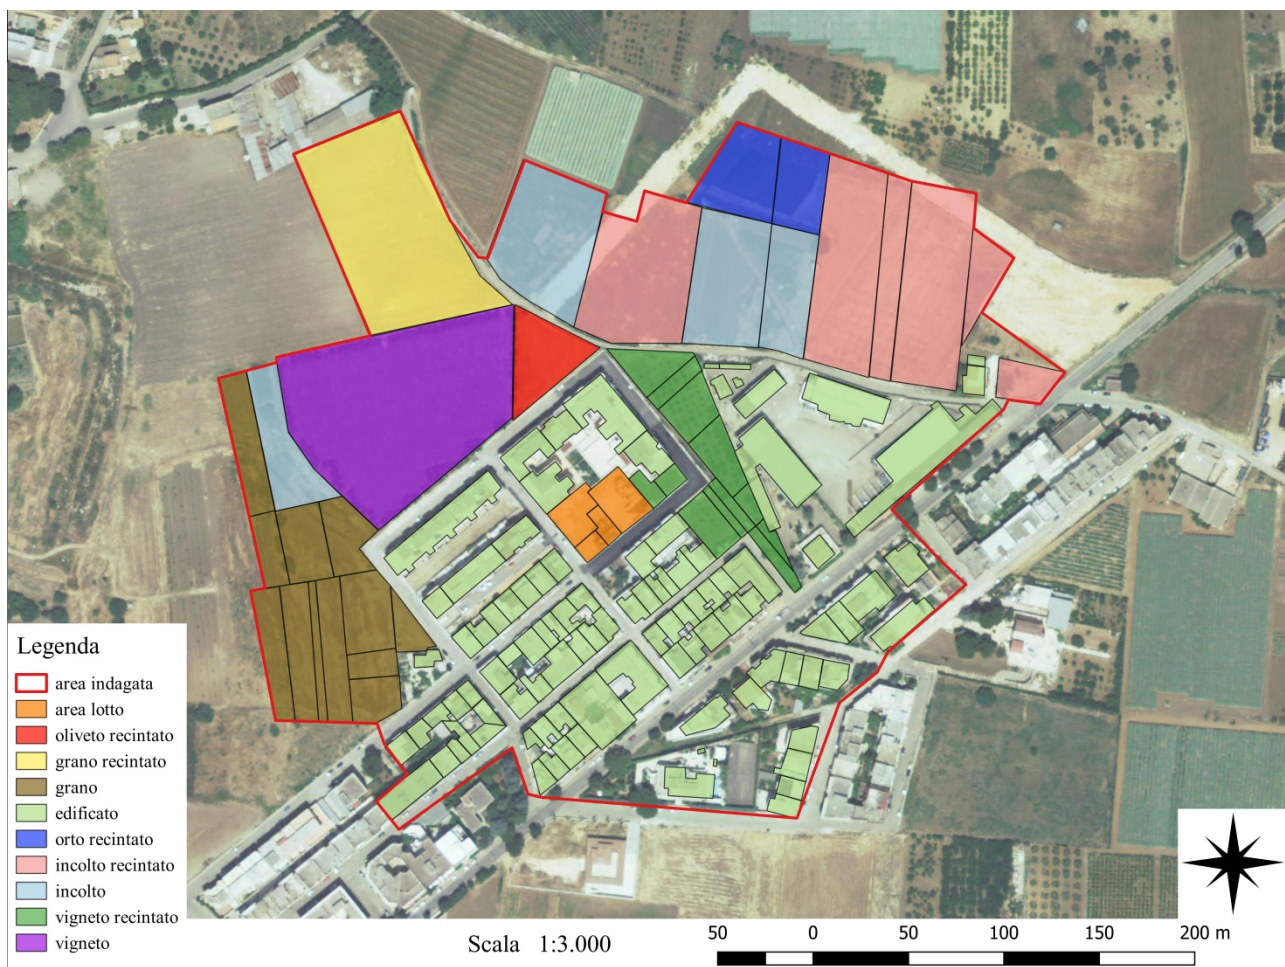 Legenda
area indagata
area lotto
oliveto recintato
grano recintato
grano
edificato
orto recintato
incolto recintato
incolto
vigneto recintato
vigneto
Scala 1:3.000
50 0 50 100 150 200 m